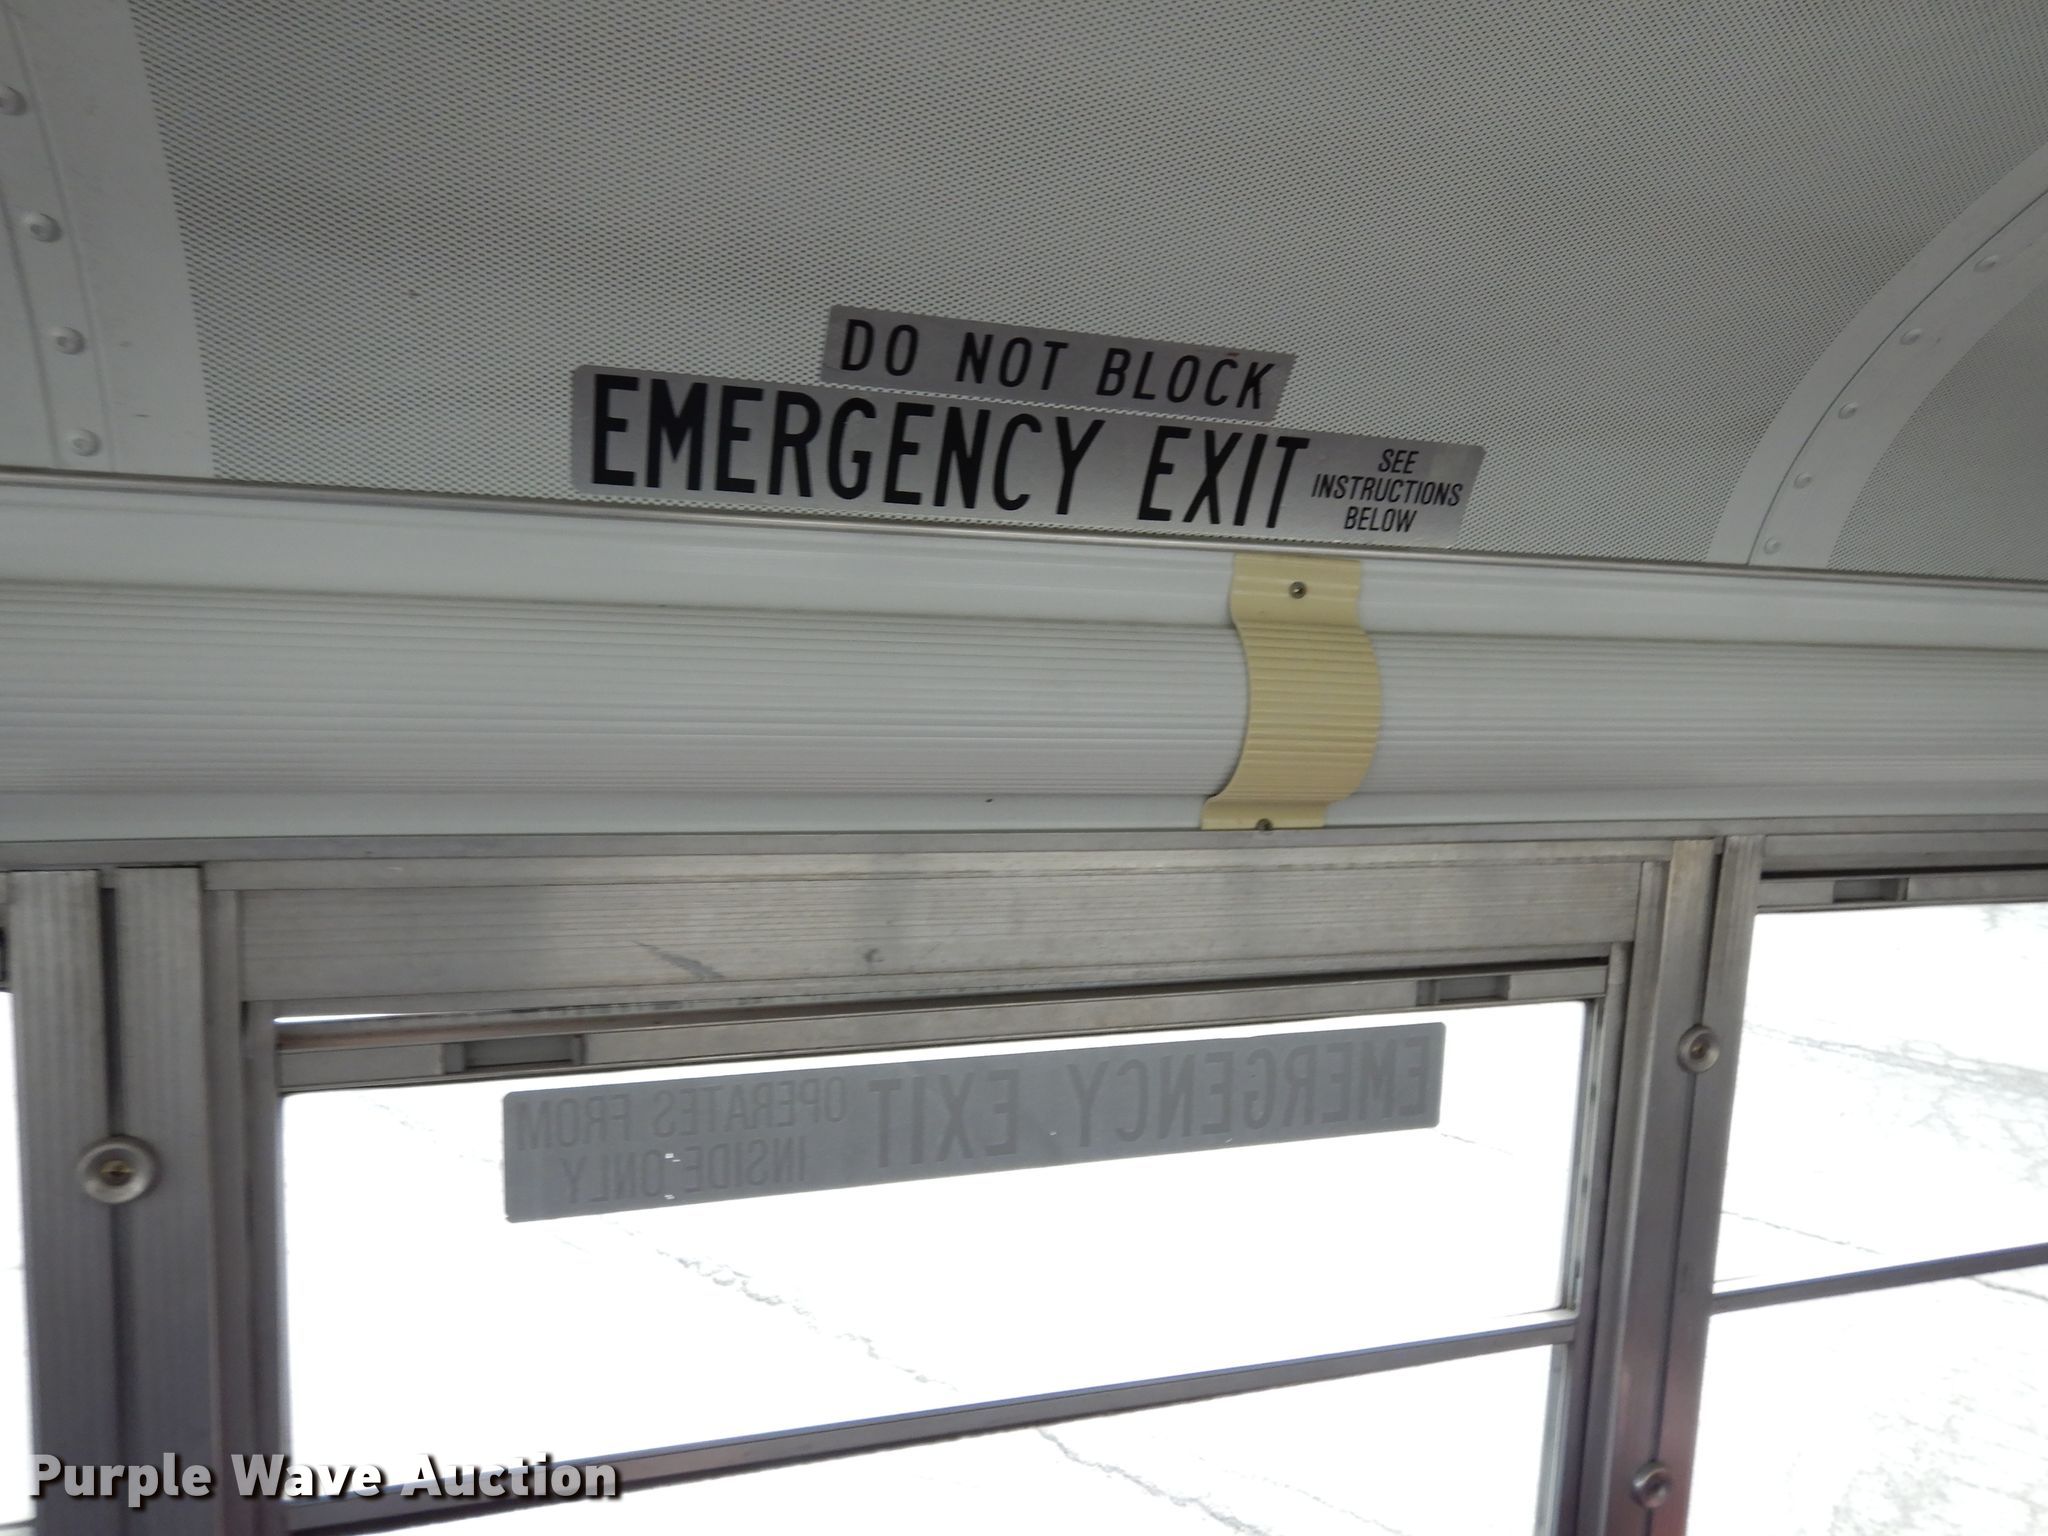 DO NOT BLOCK
EMERGENCY EXIT SEE
INSTRUCTIONS
BELOW
EMERGENCY EXIT OPERATES FROM
INSIDE ONLY
Purple Wave Auction